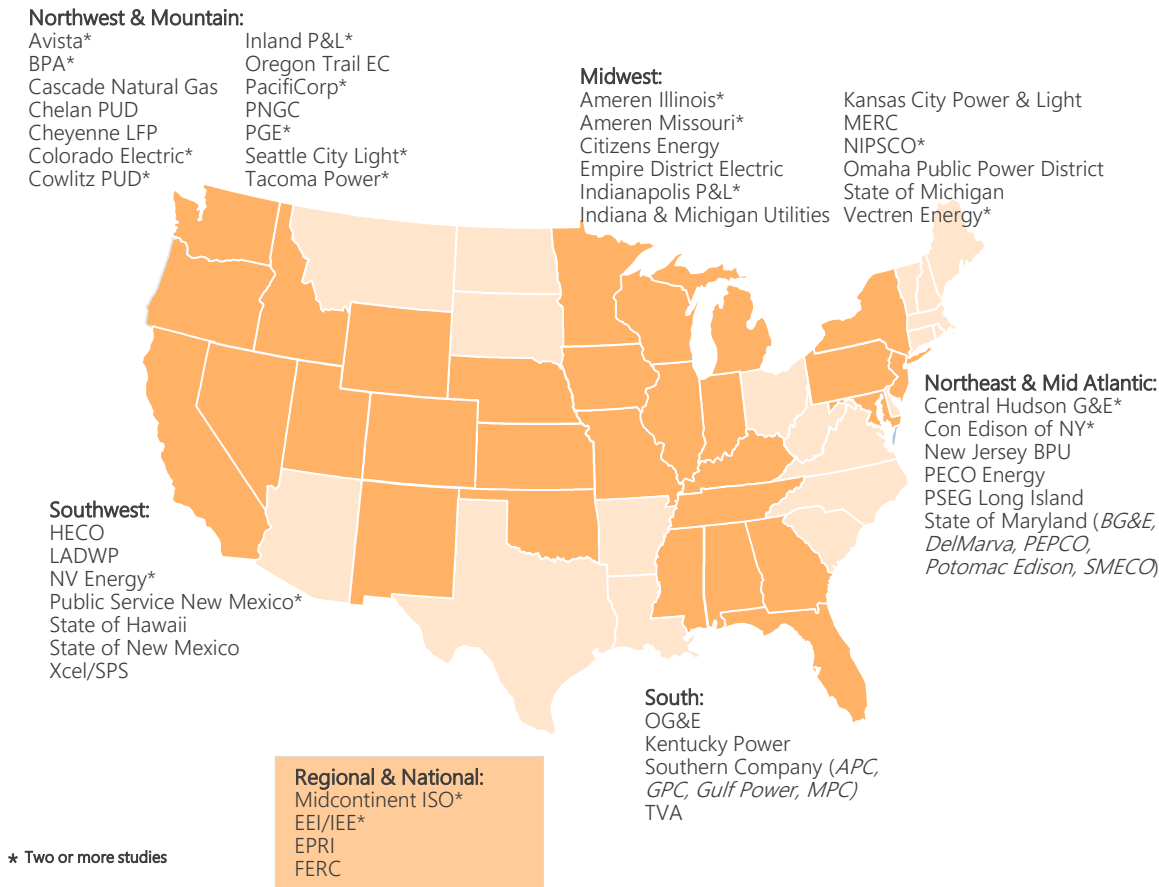 Northwest & Mountain:
Avista*
BPA*
Cascade Natural Gas
Chelan PUD
Cheyenne LFP
Colorado Electric*
Cowlitz PUD*
Inland P&L*
Oregon Trail EC
PacifiCorp*
PNGC
PGE*
Seattle City Light*
Tacoma Power*
Midwest:
Ameren Illinois*
Ameren Missouri*
Citizens Energy
Empire District Electric
Indianapolis P&L*
Indiana & Michigan Utilities
Kansas City Power & Light
MERC
NIPSCO*
Omaha Public Power District
State of Michigan
Vectren Energy*
Northeast & Mid Atlantic:
Central Hudson G&E*
Con Edison of NY*
New Jersey BPU
PECO Energy
PSEG Long Island
State of Maryland (BG&E,
DelMarva, PEPCO,
Potomac Edison, SMECO)
Southwest:
HECO
LADWP
NV Energy*
Public Service New Mexico*
State of Hawaii
State of New Mexico
Xcel/SPS
South:
OG&E
Kentucky Power
Southern Company (APC,
GPC, Gulf Power, MPC)
TVA
Regional & National:
Midcontinent ISO*
EEI/IEE*
EPRI
FERC
* Two or more studies